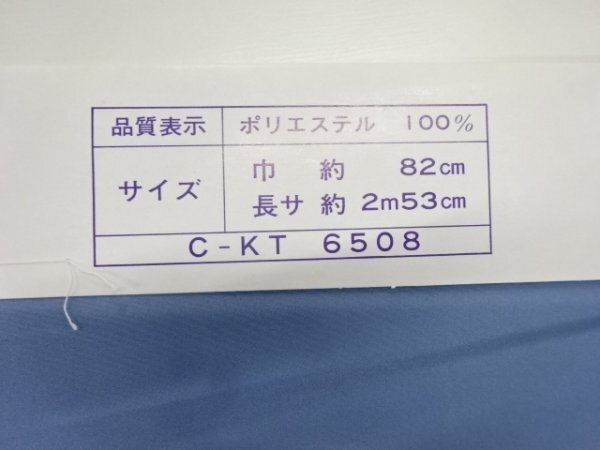 品質表示 ポリエステル 100%
サイズ 巾 約 82cm
長サ 約 2m53cm
C-KT 6508